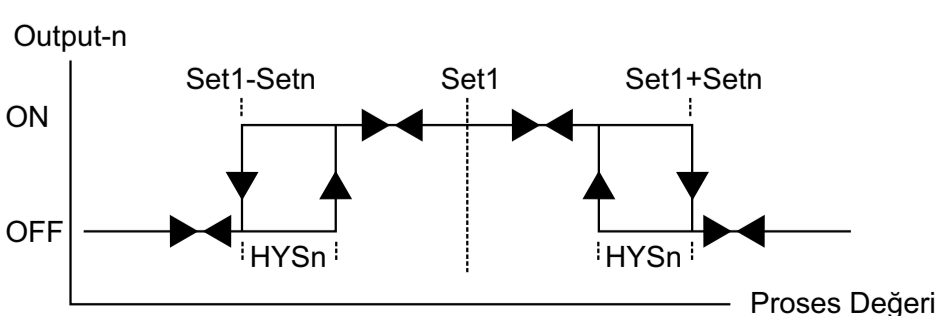 Output-n
Set1-Setn Set1 Set1+Setn
ON
OFF
HYSn HYSn
Proses Değeri